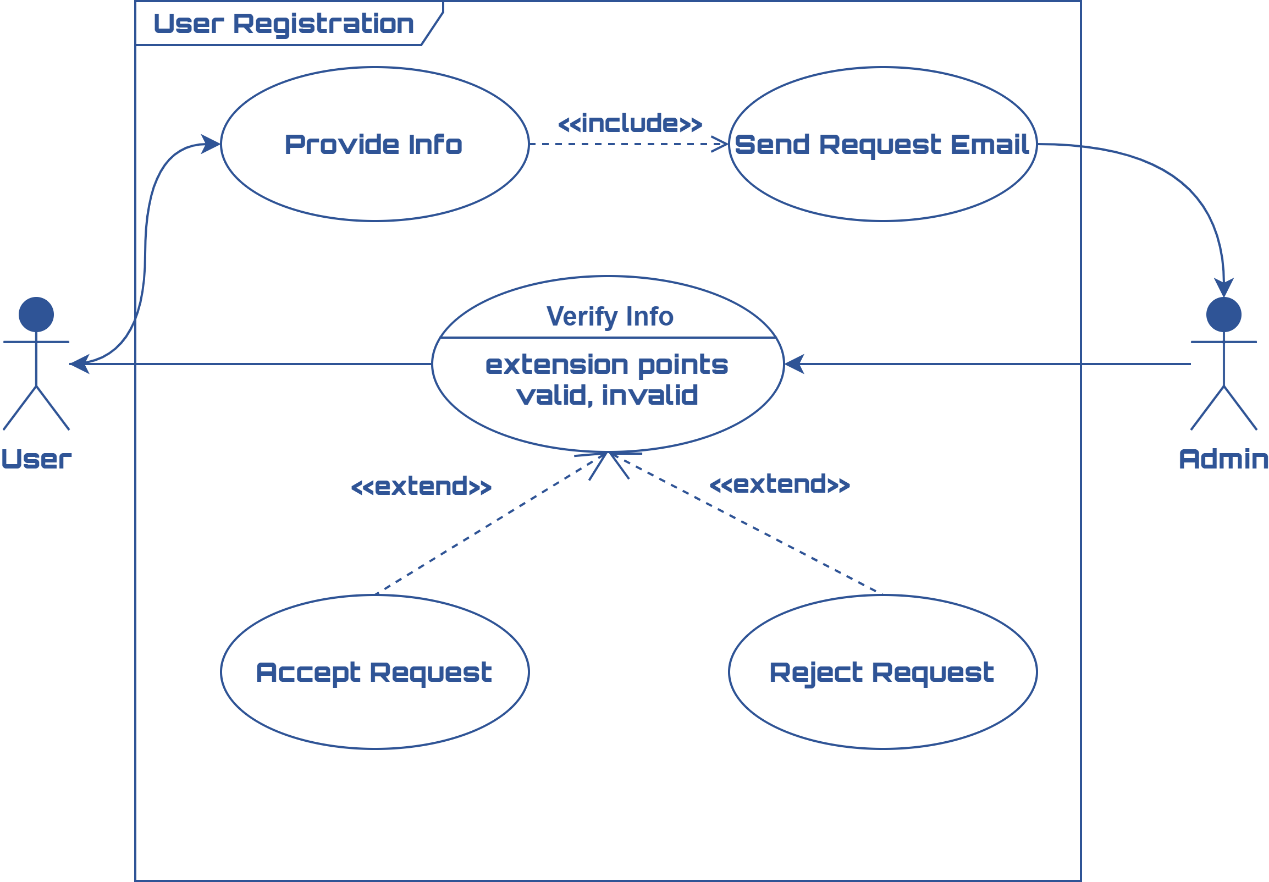 User Registration
Provide Info
<<include>>
Send Request Email
Verify Info
extension points
valid, invalid
User
Admin
<<extend>>
<<extend>>
Accept Request
Reject Request